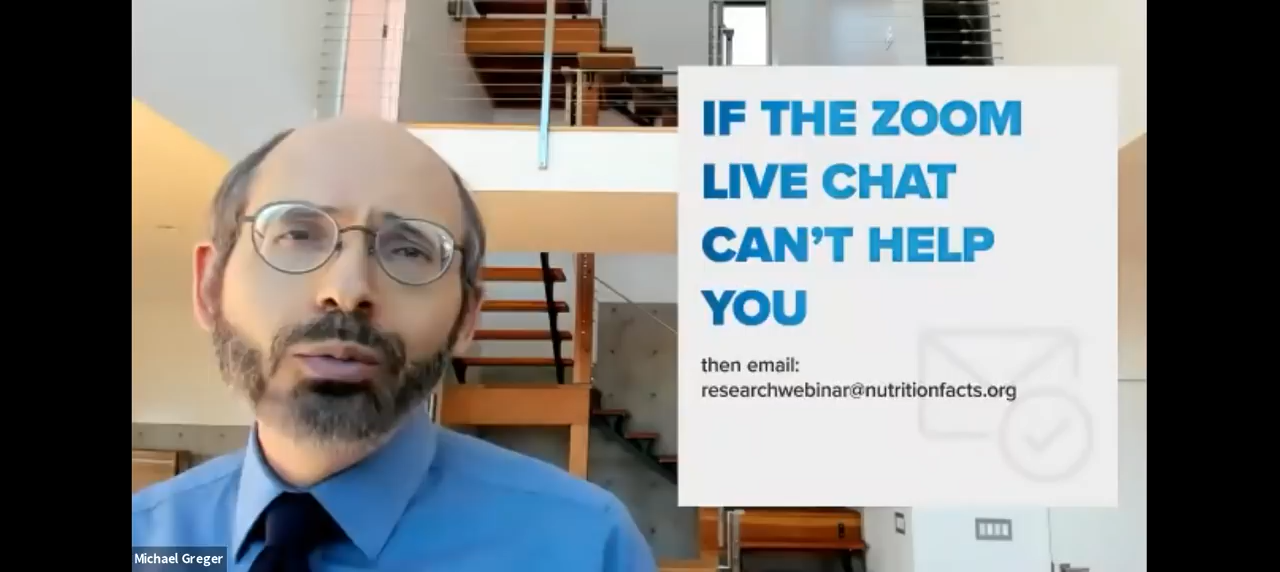 IF THE ZOOM
LIVE CHAT
CAN'T HELP
YOU
then email:
researchwebinar@nutritionfacts.org
Michael Greger